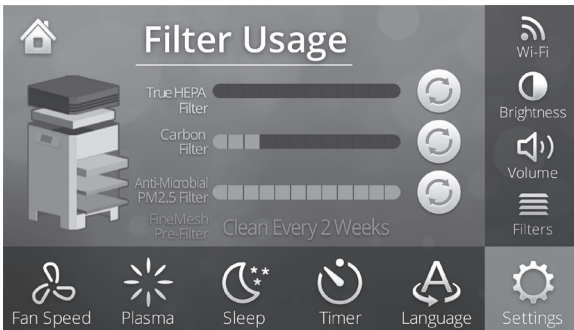 Filter Usage
True HEPA
Filter
Carbon
Filter
Anti-Microbial
PM2.5 Filter
FineMesh
Pre-Filter
Clean Every 2 Weeks
Wi-Fi
Brightness
Volume
Filters
Fan Speed
Plasma
Sleep
Timer
A
Language
Settings